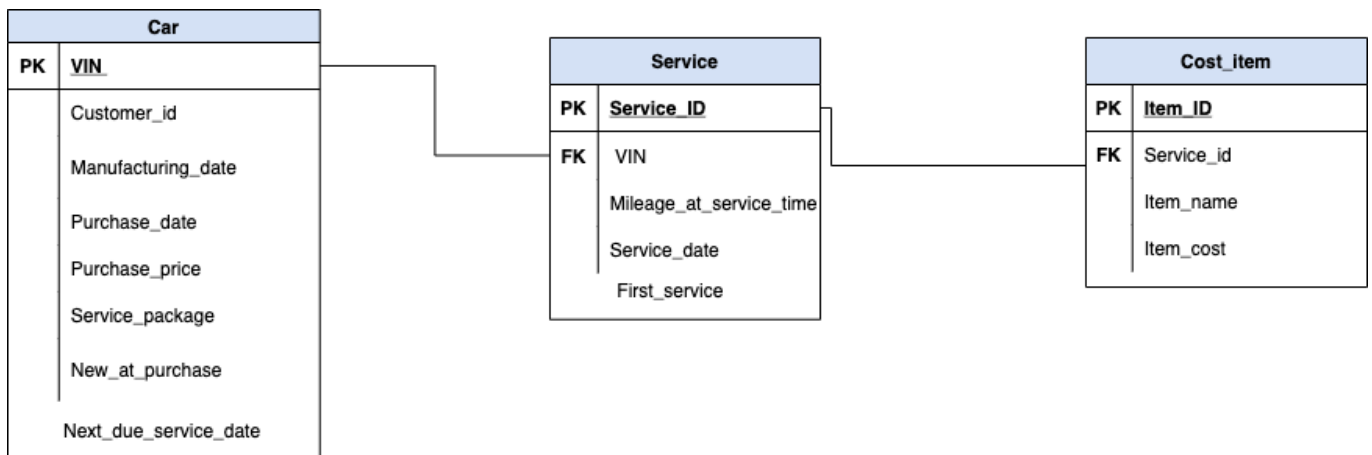 Car
PK VIN
Customer_id
Manufacturing_date
Purchase_date
Purchase_price
Service_package
New_at_purchase
Next_due_service_date
Service
PK Service_ID
FK VIN
Mileage_at_service_time
Service_date
First_service
Cost_item
PK Item_ID
FK Service_id
Item_name
Item_cost